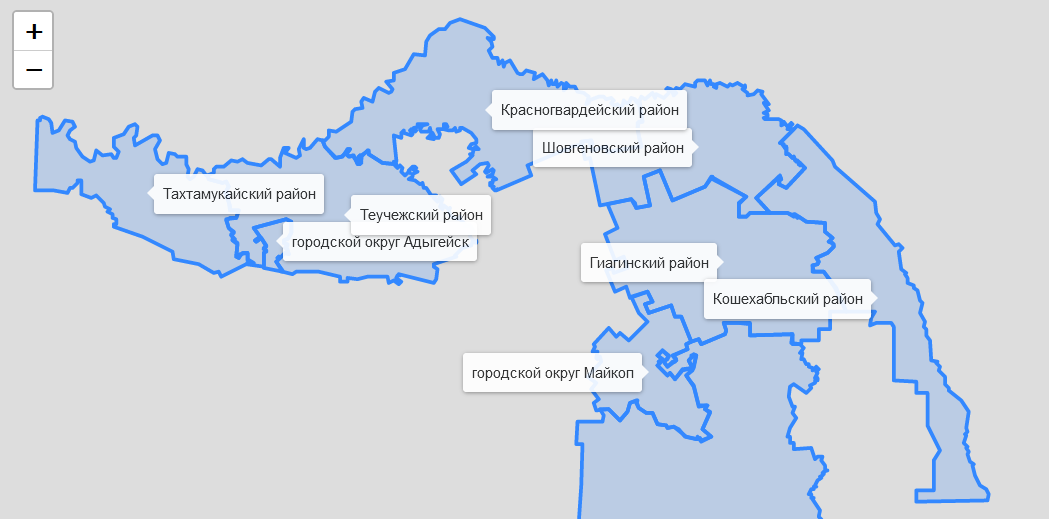 +
−
Красногвардейский район
Шовгеновский район
Тахтамукайский район
Теучежский район
городской округ Адыгейск
Гиагинский район
Кошехабльский район
городской округ Майкоп